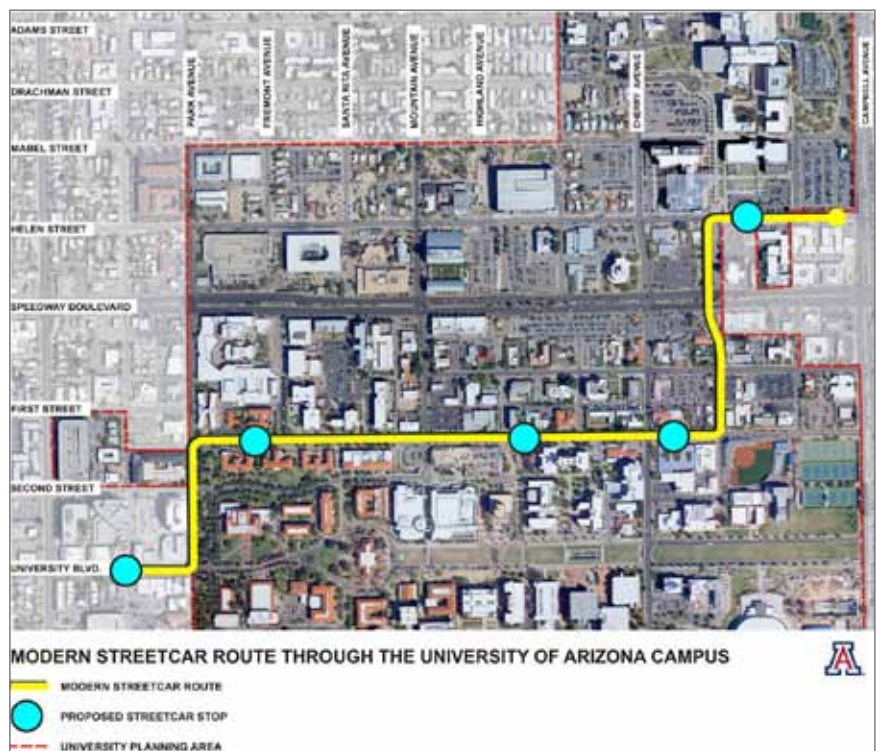 ADAMS STREET
DRACHMAN STREET
MABEL STREET
HELEN STREET
SPEEDWAY BOULEVARD
FIRST STREET
SECOND STREET
UNIVERSITY BLVD.
PARK AVENUE
FREMONT AVENUE
SANTA RITA AVENUE
MOUNTAIN AVENUE
HIGHLAND AVENUE
CHERRY AVENUE
CAMPBELL AVENUE
MODERN STREETCAR ROUTE THROUGH THE UNIVERSITY OF ARIZONA CAMPUS
A
MODERN STREETCAR ROUTE
PROPOSED STREETCAR STOP
UNIVERSITY PLANNING AREA